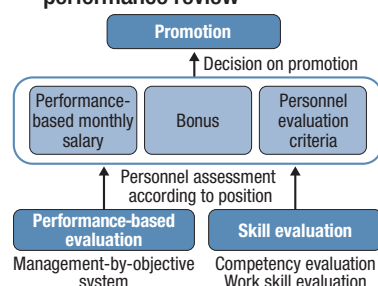 performance review
Promotion
Decision on promotion
Performance-
based monthly
salary
Bonus
Personnel
evaluation
criteria
Personnel assessment
according to position
Performance-based
evaluation
Skill evaluation
Management-by-objective
system
Competency evaluation
Work skill evaluation